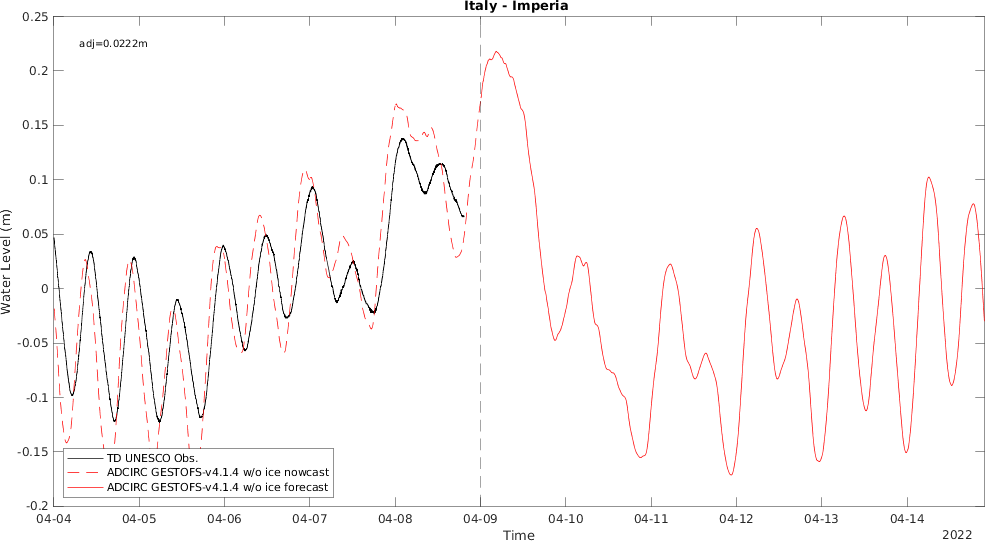 Italy - Imperia
adj=0.0222m
Water Level (m)
0.25
0.2
0.15
0.1
0.05
0
-0.05
-0.1
-0.15
-0.2
TD UNESCO Obs.
ADCIRC GESTOFS-v4.1.4 w/o ice nowcast
ADCIRC GESTOFS-v4.1.4 w/o ice forecast
04-04 04-05 04-06 04-07 04-08 04-09 04-10 04-11 04-12 04-13 04-14
Time
2022